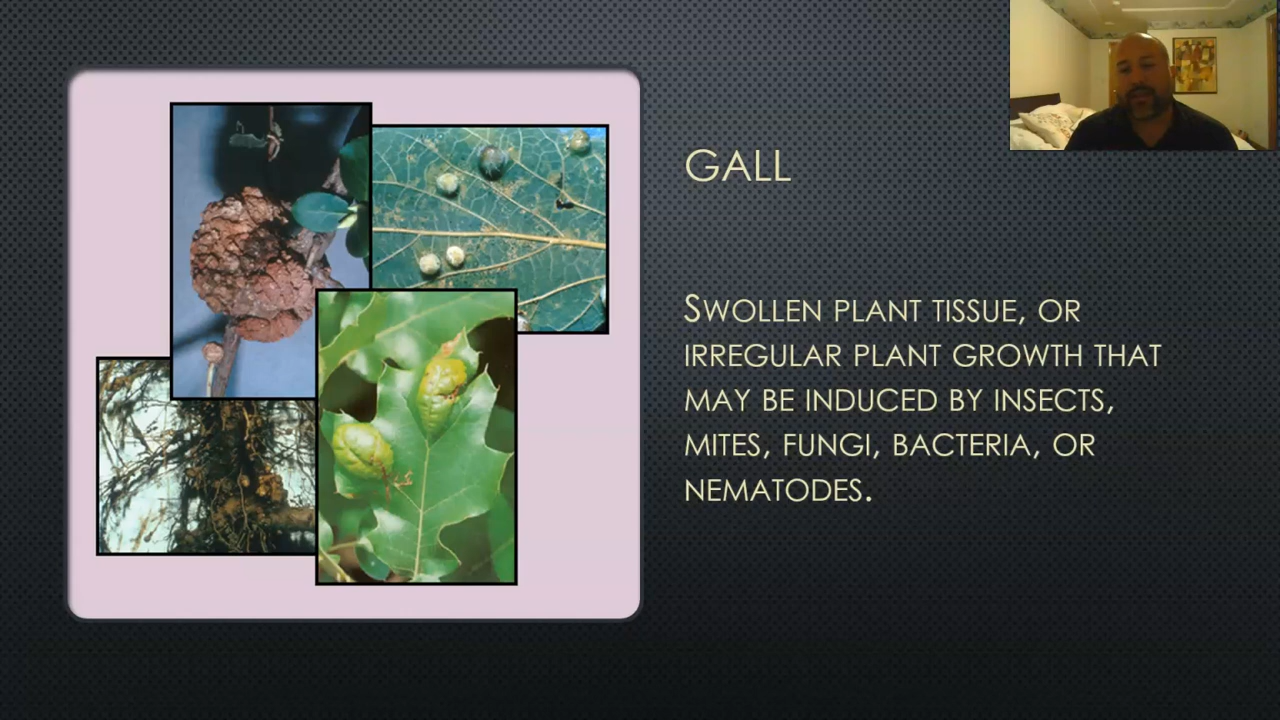 GALL
SWOLLEN PLANT TISSUE, OR
IRREGULAR PLANT GROWTH THAT
MAY BE INDUCED BY INSECTS,
MITES, FUNGI, BACTERIA, OR
NEMATODES.